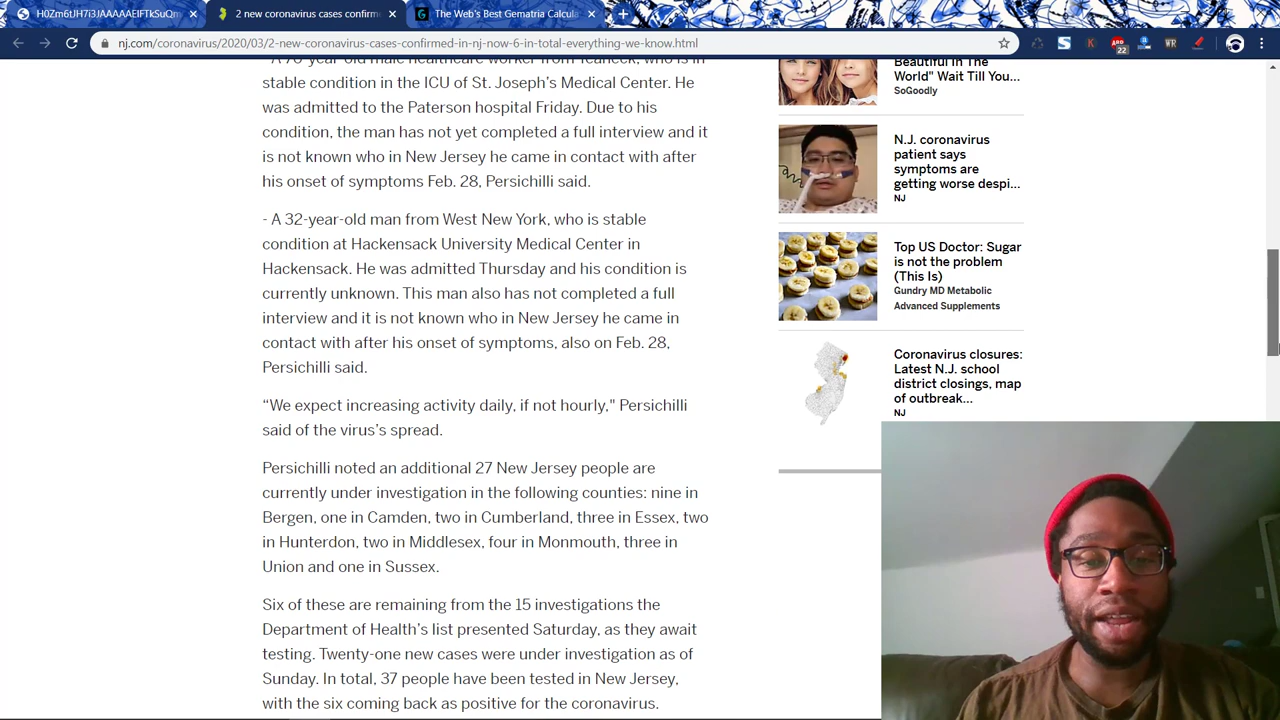 H0Zm6tJH7i3JAAAAAElFTkSuQm
2 new coronavirus cases confirm
The Web's Best Gematria Calcula
nj.com/coronavirus/2020/03/2-new-coronavirus-cases-confirmed-in-nj-now-6-in-total-everything-we-know.html
22
WR
- A 70-year-old male healthcare worker from Teaneck, who is in
stable condition in the ICU of St. Joseph’s Medical Center. He
was admitted to the Paterson hospital Friday. Due to his
condition, the man has not yet completed a full interview and it
is not known who in New Jersey he came in contact with after
his onset of symptoms Feb. 28, Persichilli said.
- A 32-year-old man from West New York, who is stable
condition at Hackensack University Medical Center in
Hackensack. He was admitted Thursday and his condition is
currently unknown. This man also has not completed a full
interview and it is not known who in New Jersey he came in
contact with after his onset of symptoms, also on Feb. 28,
Persichilli said.
“We expect increasing activity daily, if not hourly," Persichilli
said of the virus’s spread.
Persichilli noted an additional 27 New Jersey people are
currently under investigation in the following counties: nine in
Bergen, one in Camden, two in Cumberland, three in Essex, two
in Hunterdon, two in Middlesex, four in Monmouth, three in
Union and one in Sussex.
Six of these are remaining from the 15 investigations the
Department of Health’s list presented Saturday, as they await
testing. Twenty-one new cases were under investigation as of
Sunday. In total, 37 people have been tested in New Jersey,
with the six coming back as positive for the coronavirus.
Beautiful In The
World" Wait Till You...
SoGoodly
N.J. coronavirus
patient says
symptoms are
getting worse despi...
NJ
Top US Doctor: Sugar
is not the problem
(This Is)
Gundry MD Metabolic
Advanced Supplements
Coronavirus closures:
Latest N.J. school
district closings, map
of outbreak...
NJ